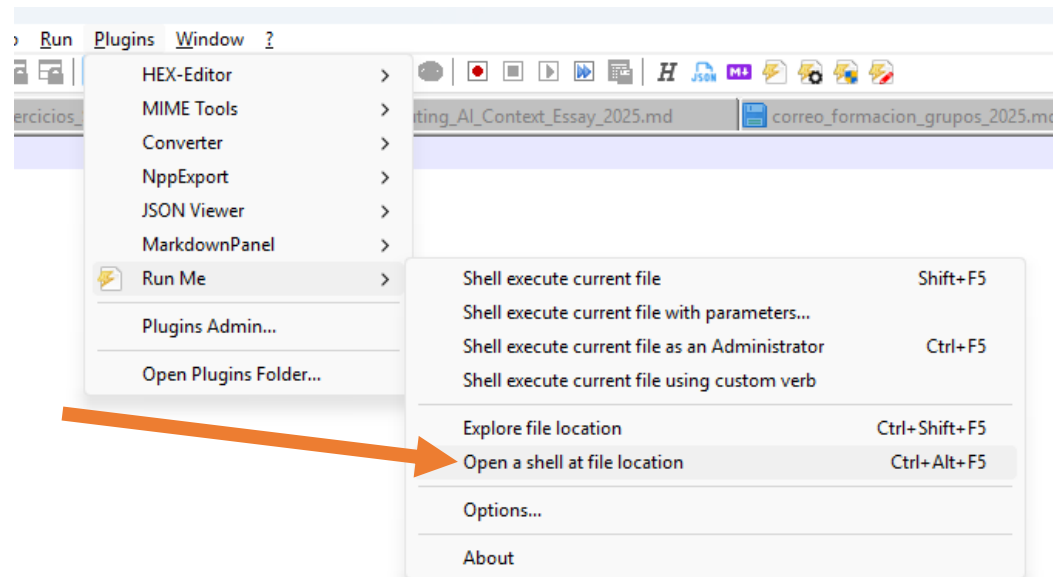 Run Plugins Window ?
H JSON M↓
HEX-Editor
MIME Tools
ercicios_ ting_AI_Context_Essay_2025.md correo_formacion_grupos_2025.md
Converter
NppExport
JSON Viewer
MarkdownPanel
Run Me
Plugins Admin...
Open Plugins Folder...
Shell execute current file Shift+F5
Shell execute current file with parameters...
Shell execute current file as an Administrator Ctrl+F5
Shell execute current file using custom verb
Explore file location Ctrl+Shift+F5
Open a shell at file location Ctrl+Alt+F5
Options...
About